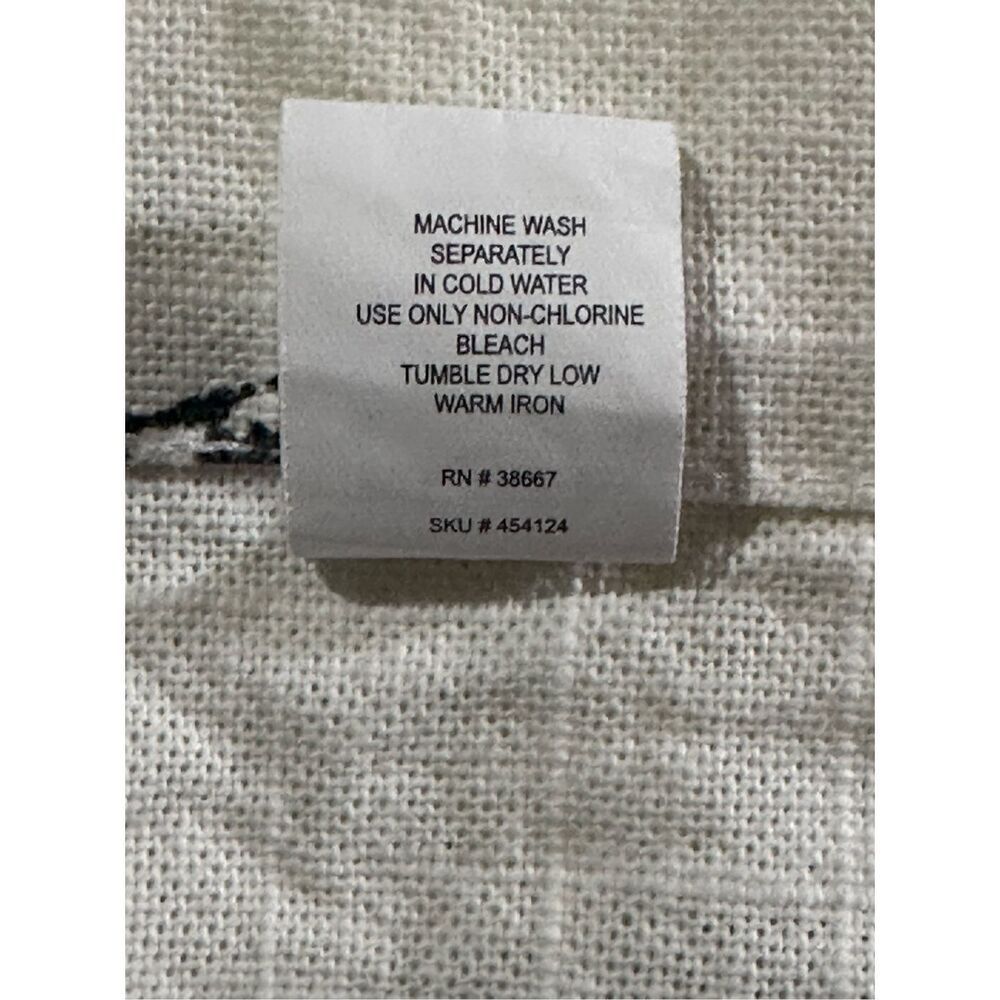 MACHINE WASH
SEPARATELY
IN COLD WATER
USE ONLY NON-CHLORINE
BLEACH
TUMBLE DRY LOW
WARM IRON
RN # 38667
SKU # 454124